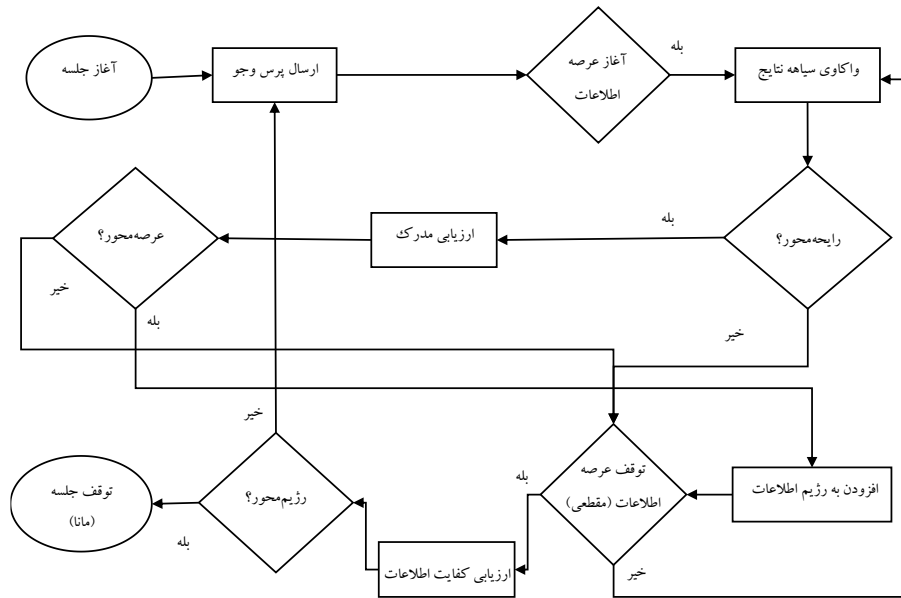 آغاز جلسه
ارسال پرس وجو
آغاز عرصه
اطلاعات
بله
واکاوی سیاهه نتایج
رایحه‌محور؟
بله
ارزیابی مدرک
عرصه‌محور؟
خیر
بله
خیر
توقف عرصه
اطلاعات (مقطعی)
افزودن به رژیم اطلاعات
بله
خیر
ارزیابی کفایت اطلاعات
رژیم‌محور؟
خیر
بله
توقف جلسه
(مانا)